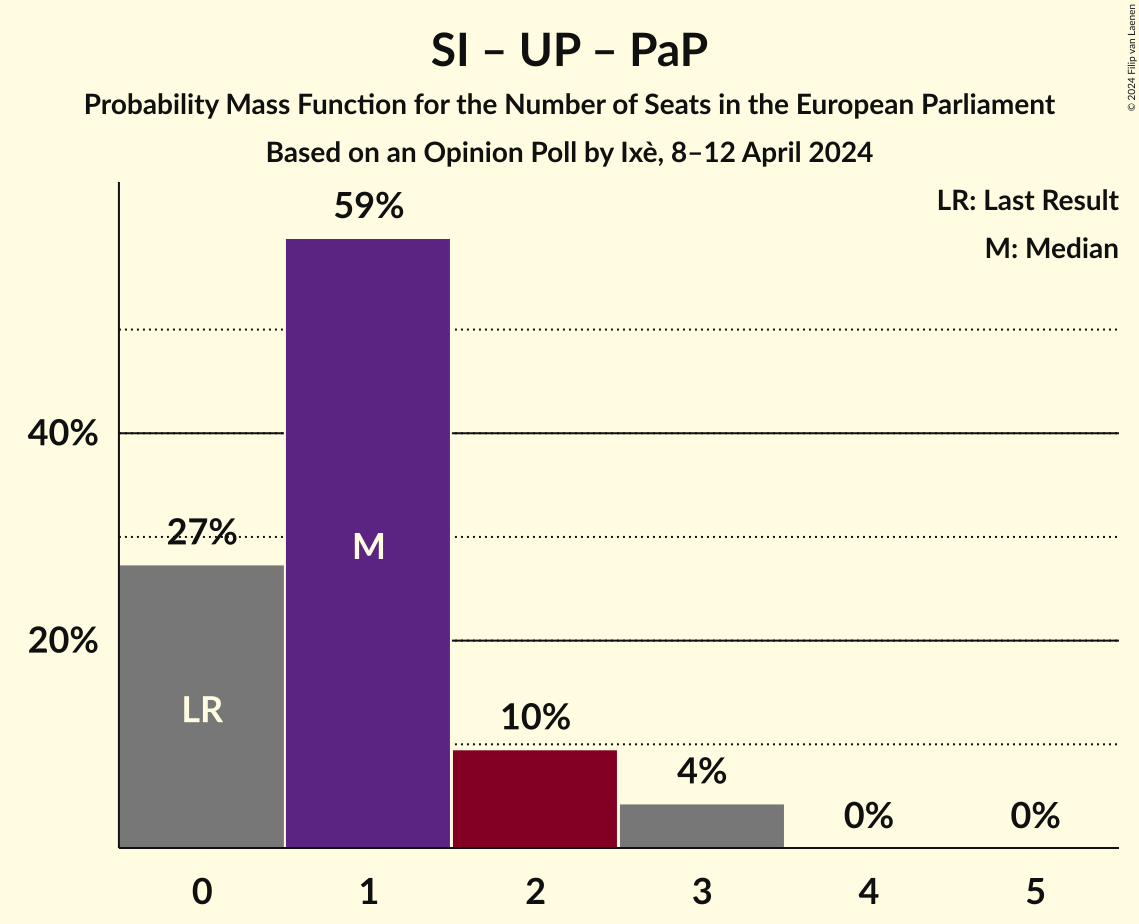 SI – UP – PaP
Probability Mass Function for the Number of Seats in the European Parliament
Based on an Opinion Poll by Ixè, 8–12 April 2024
© 2024 Filip van Laenen
LR: Last Result
M: Median
59%
40%
27%
M
20%
LR
10%
4%
0%
0%
0
1
2
3
4
5